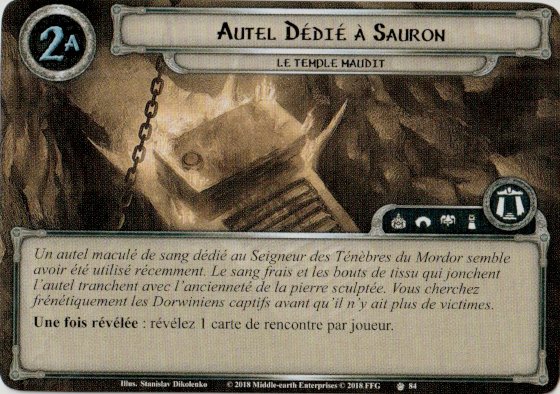 2A
Autel Dédié à Sauron
Le Temple Maudit
Un autel maculé de sang dédié au Seigneur des Ténèbres du Mordor semble
avoir été utilisé récemment. Le sang frais et les bouts de tissu qui jonchent
l'autel tranchent avec l'ancienneté de la pierre sculptée. Vous cherchez
frénétiquement les Dorwiniens captifs avant qu'il n'y ait plus de victimes.
Une fois révélée : révélez 1 carte de rencontre par joueur.
Illus. Stanislav Dikolenko © 2018 Middle-earth Enterprises © 2018 FFG 84